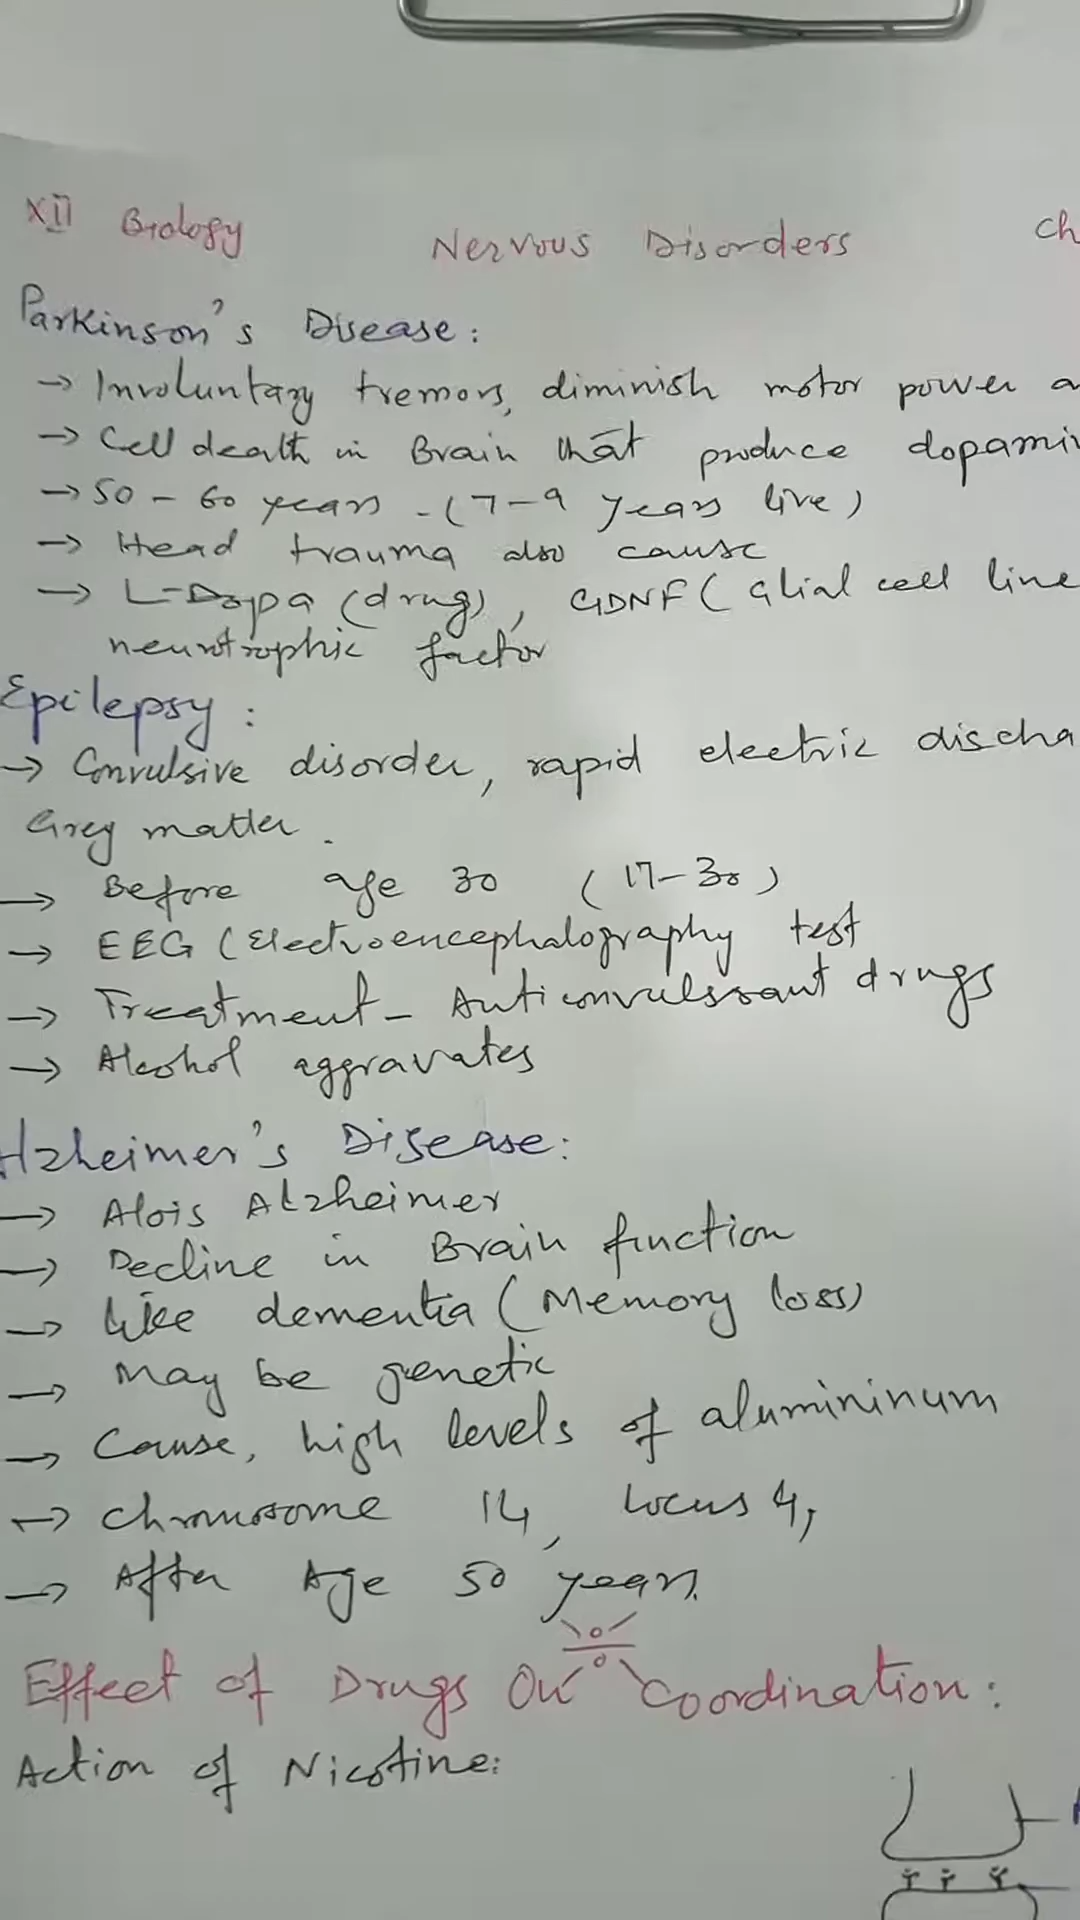 XII Biology Nervous Disorders Ch
Parkinson's Disease:
→ Involuntary tremors, diminish motor power a
→ Cell death in Brain that produce dopami
→ 50 - 60 years - (7-9 years live)
→ Head trauma also cause
→ L-Dopa (drug), GDNF (Glial cell line
neurotrophic factor
Epilepsy:
→ Convulsive disorder, rapid electric discha
Grey matter.
→ Before age 30 (17-30)
→ EEG (Electroencephalography test
→ Treatment - Anticonvulssant drugs
→ Alcohol aggravates
lzheimer's Disease:
→ Alois Alzheimer
→ Decline in Brain function
→ like dementia (Memory loss)
→ May be genetic
→ Cause, high levels of alumininum
→ chromosome 14, Locus 4,
→ After Age 50 years.
Effect of Drugs On Coordination:
Action of Nicotine: